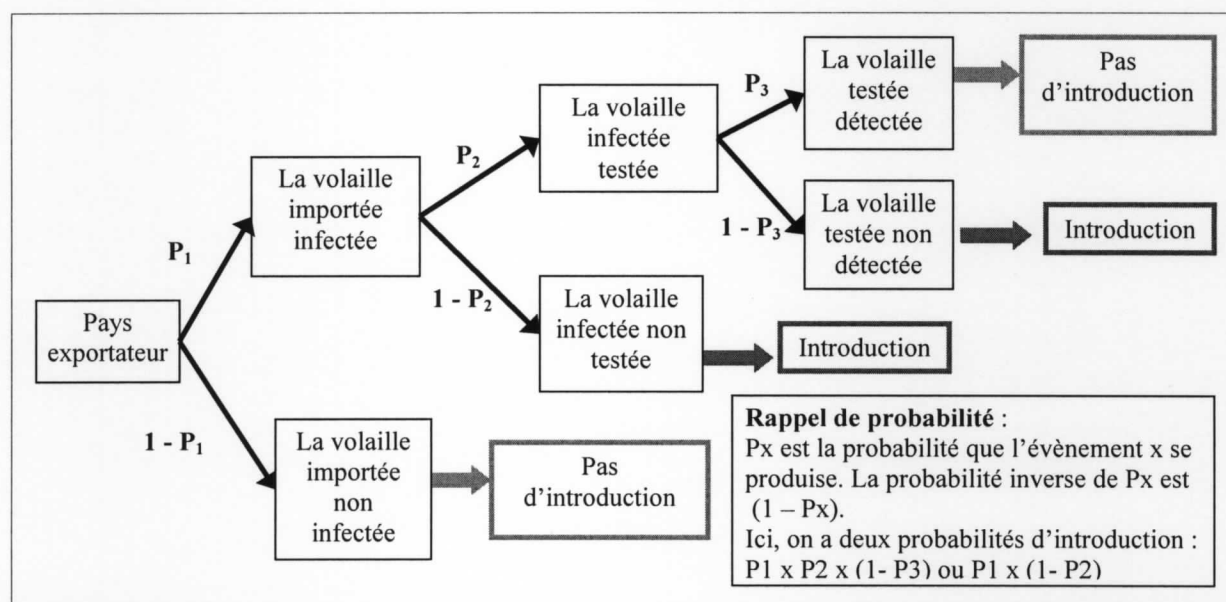 La volaille
testée
détectée
Pas
d'introduction
P₃
La volaille
infectée
testée
P₂
La volaille
importée
infectée
1 - P₃
La volaille
testée non
détectée
Introduction
P₁
1 - P₂
La volaille
infectée non
testée
Introduction
Pays
exportateur
1 - P₁
La volaille
importée
non
infectée
Pas
d'introduction
Rappel de probabilité :
Px est la probabilité que l'évènement x se
produise. La probabilité inverse de Px est
(1 – Px).
Ici, on a deux probabilités d'introduction :
P1 x P2 x (1- P3) ou P1 x (1- P2)